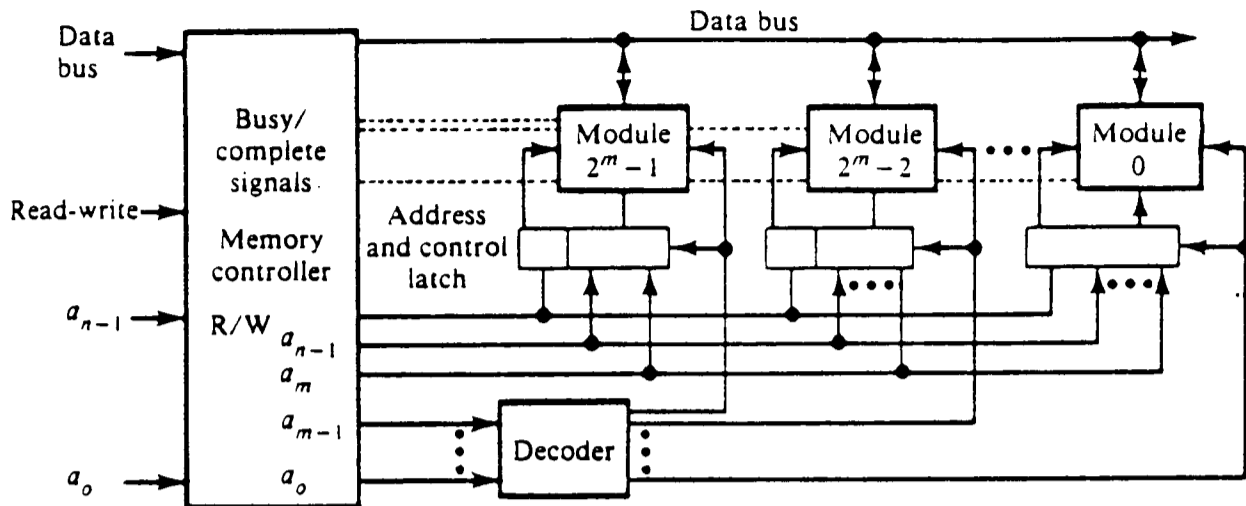 Data bus
Data
bus
Busy/
complete
signals
Module
2^m − 1
Module
2^m − 2
Module
0
Read-write
Memory
controller
Address
and control
latch
a_{n-1}
R/W
a_{n-1}
a_m
a_{m-1}
Decoder
a_o
a_o